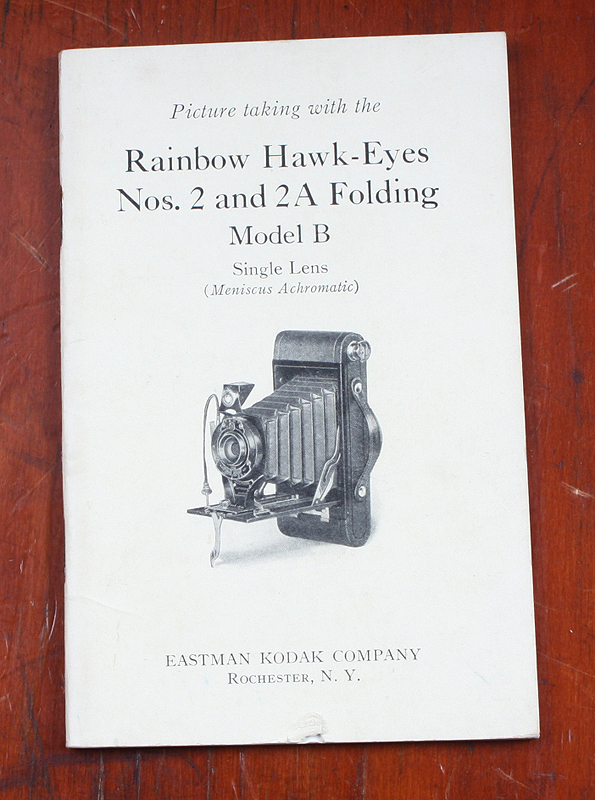 Picture taking with the
Rainbow Hawk-Eyes
Nos. 2 and 2A Folding
Model B
Single Lens
(Meniscus Achromatic)
EASTMAN KODAK COMPANY
ROCHESTER, N. Y.